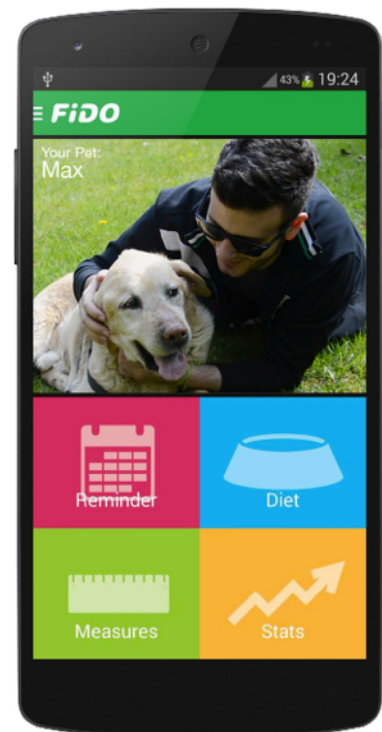 43% 19:24
FiDO
Your Pet:
Max
Reminder
Diet
Measures
Stats